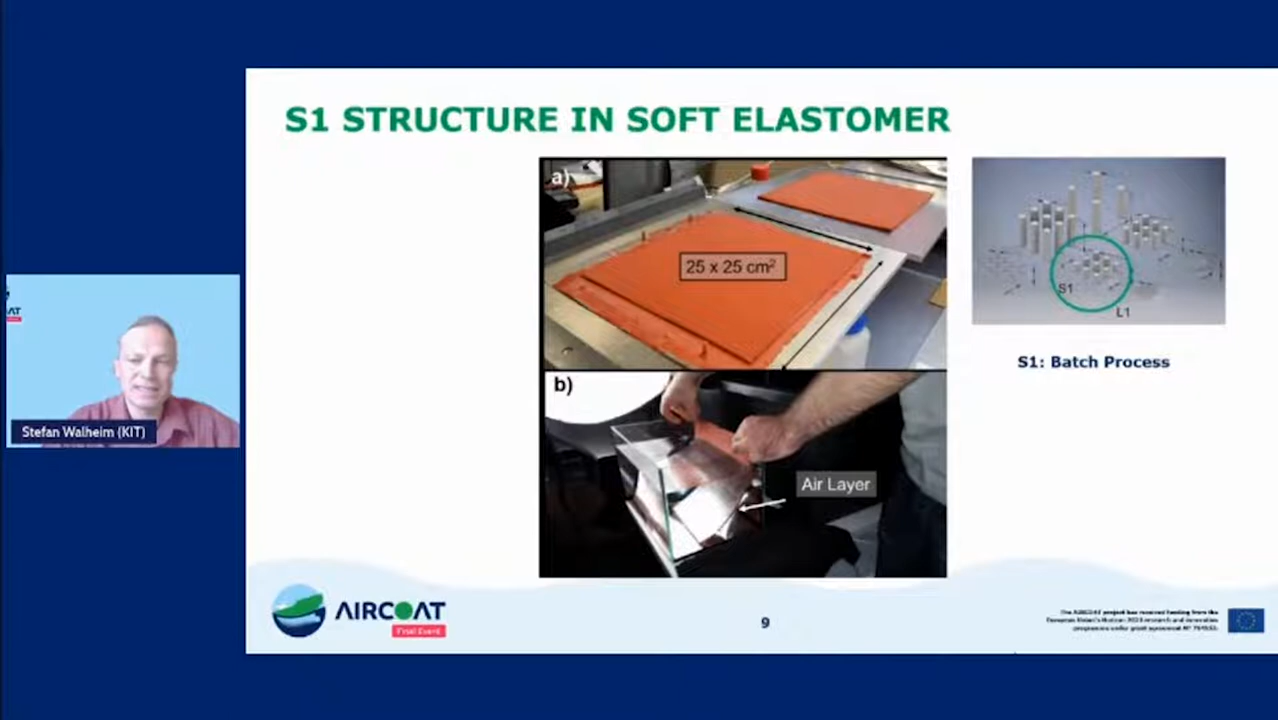 S1 STRUCTURE IN SOFT ELASTOMER
a)
25 x 25 cm²
b)
Air Layer
S1
L1
S1: Batch Process
AT
Stefan Walheim (KIT)
AIRCOAT
Final Event
9
The AIRCOAT project has received funding from the
European Union's Horizon 2020 research and innovation
programme under grant agreement N°